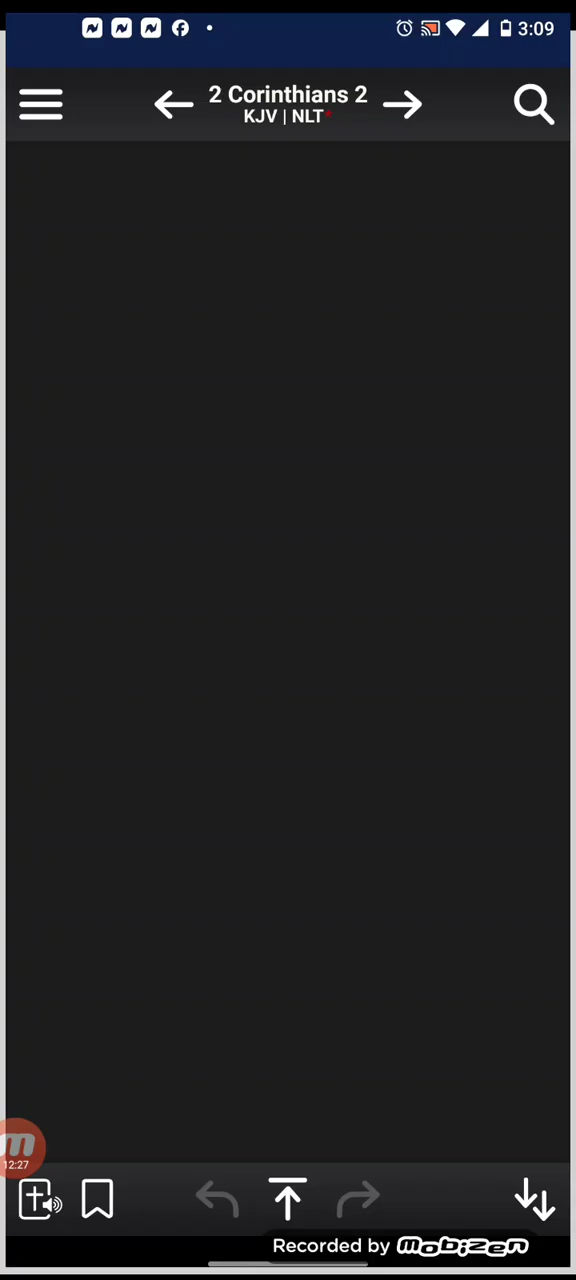 3:09
2 Corinthians 2
KJV | NLT*
12:27
Recorded by mobizen